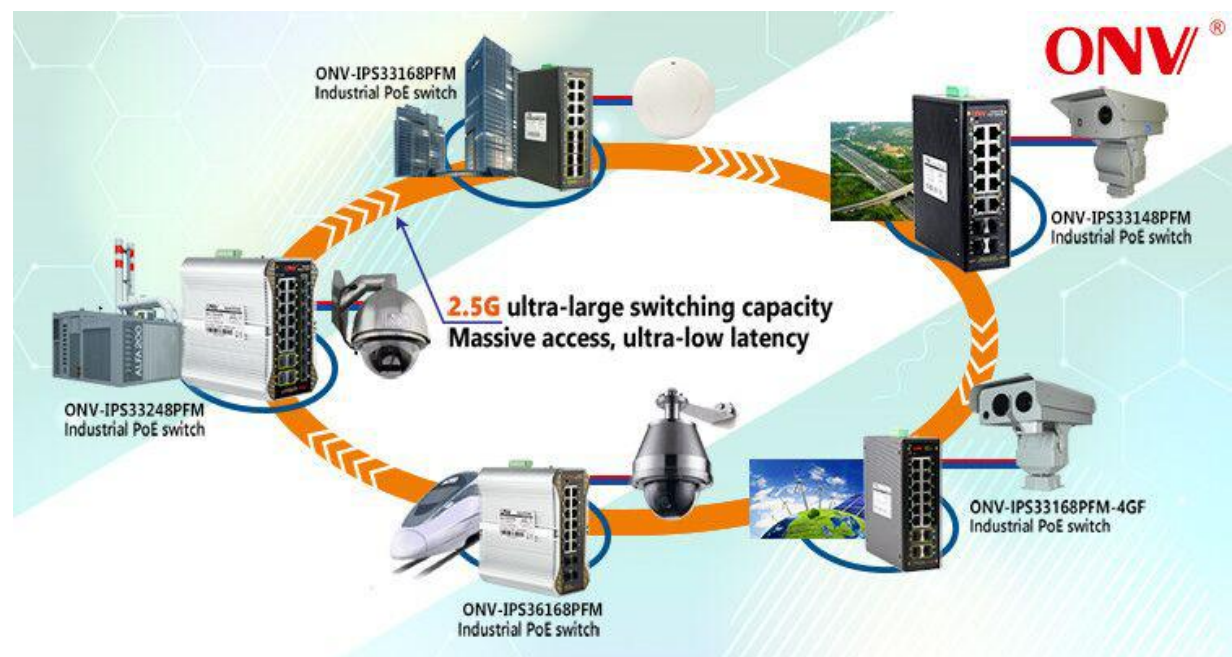 ONV®
ONV-IPS33168PFM
Industrial PoE switch
ONV-IPS33148PFM
Industrial PoE switch
2.5G ultra-large switching capacity
Massive access, ultra-low latency
ALFA 200
ONV-IPS33248PFM
Industrial PoE switch
ONV-IPS33168PFM-4GF
Industrial PoE switch
ONV-IPS36168PFM
Industrial PoE switch